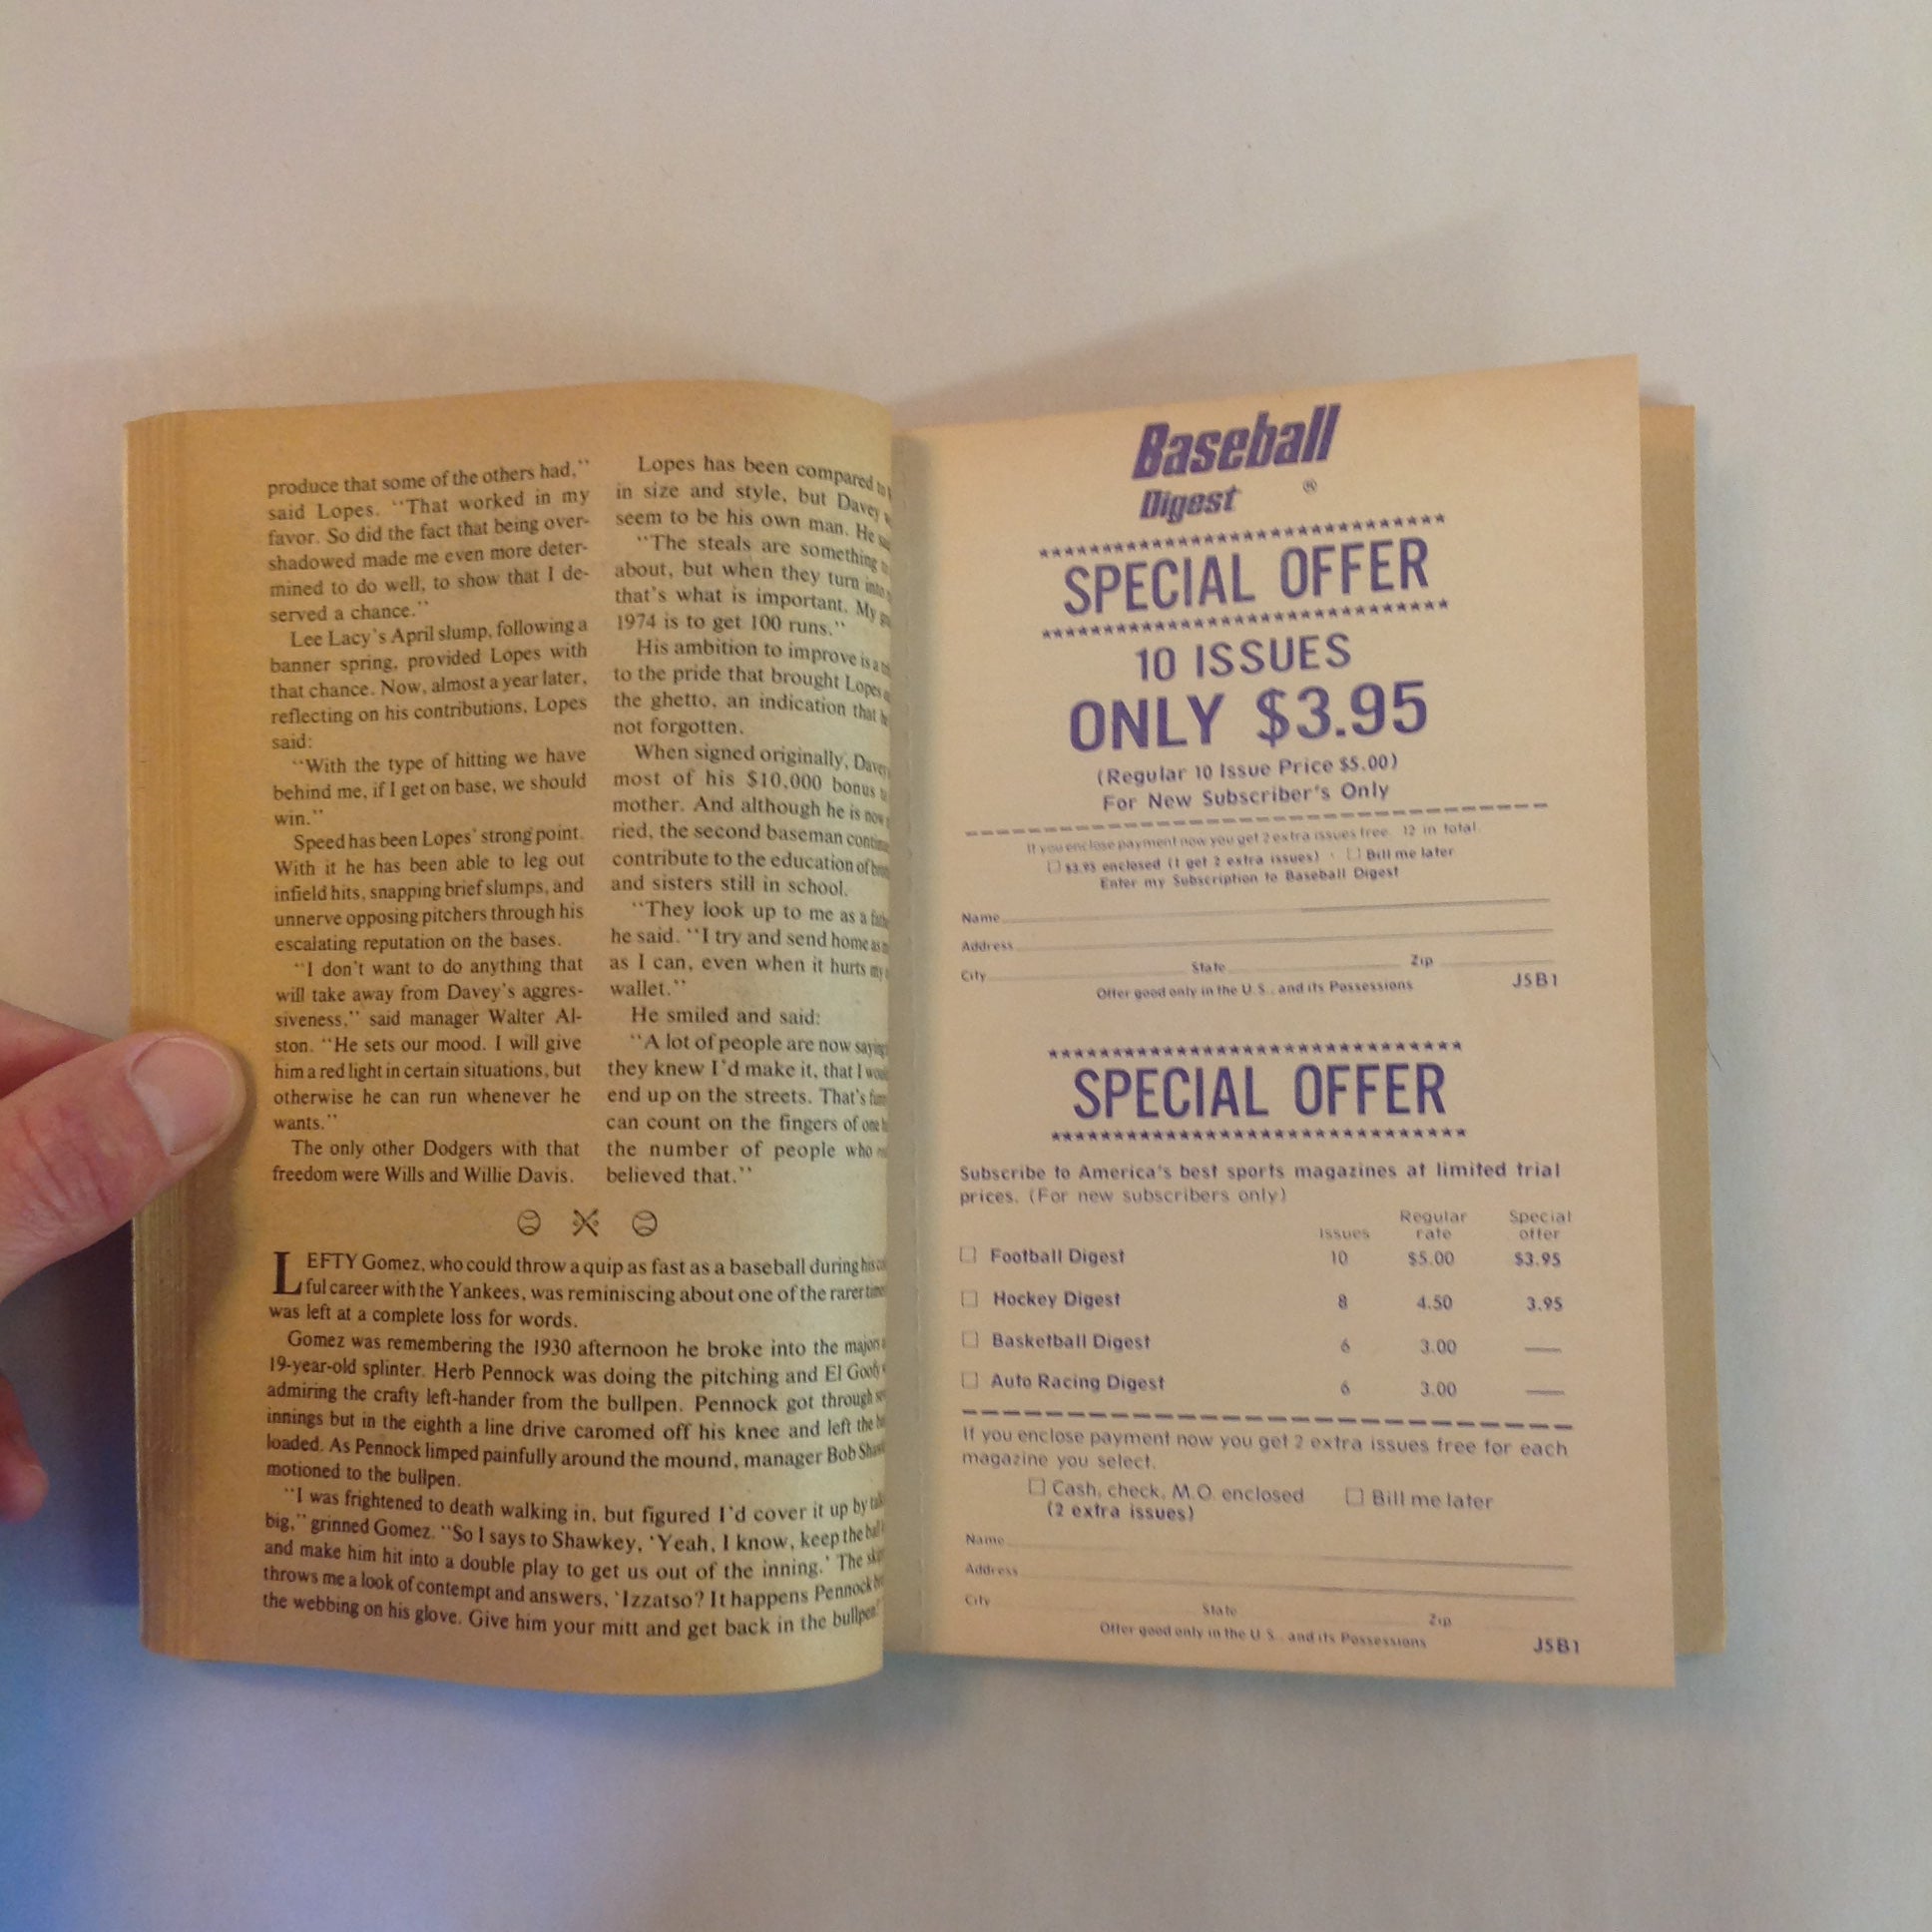 produce that some of the others had,"
said Lopes. "That worked in my
favor. So did the fact that being over-
shadowed made me even more deter-
mined to do well, to show that I de-
served a chance."
Lee Lacy's April slump, following a
banner spring, provided Lopes with
that chance. Now, almost a year later,
reflecting on his contributions, Lopes
said:
"With the type of hitting we have
behind me, if I get on base, we should
win."
Speed has been Lopes' strong point.
With it he has been able to leg out
infield hits, snapping brief slumps, and
unnerve opposing pitchers through his
escalating reputation on the bases.
"I don't want to do anything that
will take away from Davey's aggres-
siveness," said manager Walter Al-
ston. "He sets our mood. I will give
him a red light in certain situations, but
otherwise he can run whenever he
wants."
The only other Dodgers with that
freedom were Wills and Willie Davis.
Lopes has been compared to
in size and style, but Davey
seem to be his own man. He
"The steals are something
about, but when they turn into
that's what is important. My
1974 is to get 100 runs."
His ambition to improve is a
to the pride that brought Lopes
the ghetto, an indication that
not forgotten.
When signed originally, Davey
most of his $10,000 bonus
mother. And although he is now
ried, the second baseman
contribute to the education of
and sisters still in school.
"They look up to me as a
he said. "I try and send home as
as I can, even when it hurts my
wallet."
He smiled and said:
"A lot of people are now saying
they knew I'd make it, that I
end up on the streets. That's
can count on the fingers of one
the number of people who
believed that."
LEFTY Gomez, who could throw a quip as fast as a baseball during his
ful career with the Yankees, was reminiscing about one of the rarer
was left at a complete loss for words.
Gomez was remembering the 1930 afternoon he broke into the majors
19-year-old splinter. Herb Pennock was doing the pitching and El Goofy
admiring the crafty left-hander from the bullpen. Pennock got through
innings but in the eighth a line drive caromed off his knee and left the
loaded. As Pennock limped painfully around the mound, manager Bob
motioned to the bullpen.
"I was frightened to death walking in, but figured I'd cover it up by
big," grinned Gomez. "So I says to Shawkey, 'Yeah, I know, keep the ball
and make him hit into a double play to get us out of the inning.' The
throws me a look of contempt and answers, 'Izzatso? It happens Pennock
the webbing on his glove. Give him your mitt and get back in the bullpen.'
Baseball
Digest ®
SPECIAL OFFER
10 ISSUES
ONLY $3.95
(Regular 10 Issue Price $5.00)
For New Subscriber's Only
If you enclose payment now you get 2 extra issues free. 12 in total.
$3.95 enclosed (I get 2 extra issues) Bill me later
Enter my Subscription to Baseball Digest
Name
Address
City State Zip
Offer good only in the U.S., and its Possessions J5B1
SPECIAL OFFER
Subscribe to America's best sports magazines at limited trial
prices. (For new subscribers only)
Issues Regular rate Special offer
Football Digest 10 $5.00 $3.95
Hockey Digest 8 4.50 3.95
Basketball Digest 6 3.00 —
Auto Racing Digest 6 3.00 —
If you enclose payment now you get 2 extra issues free for each
magazine you select.
Cash, check, M.O. enclosed Bill me later
(2 extra issues)
Name
Address
City State Zip
Offer good only in the U.S., and its Possessions J5B1